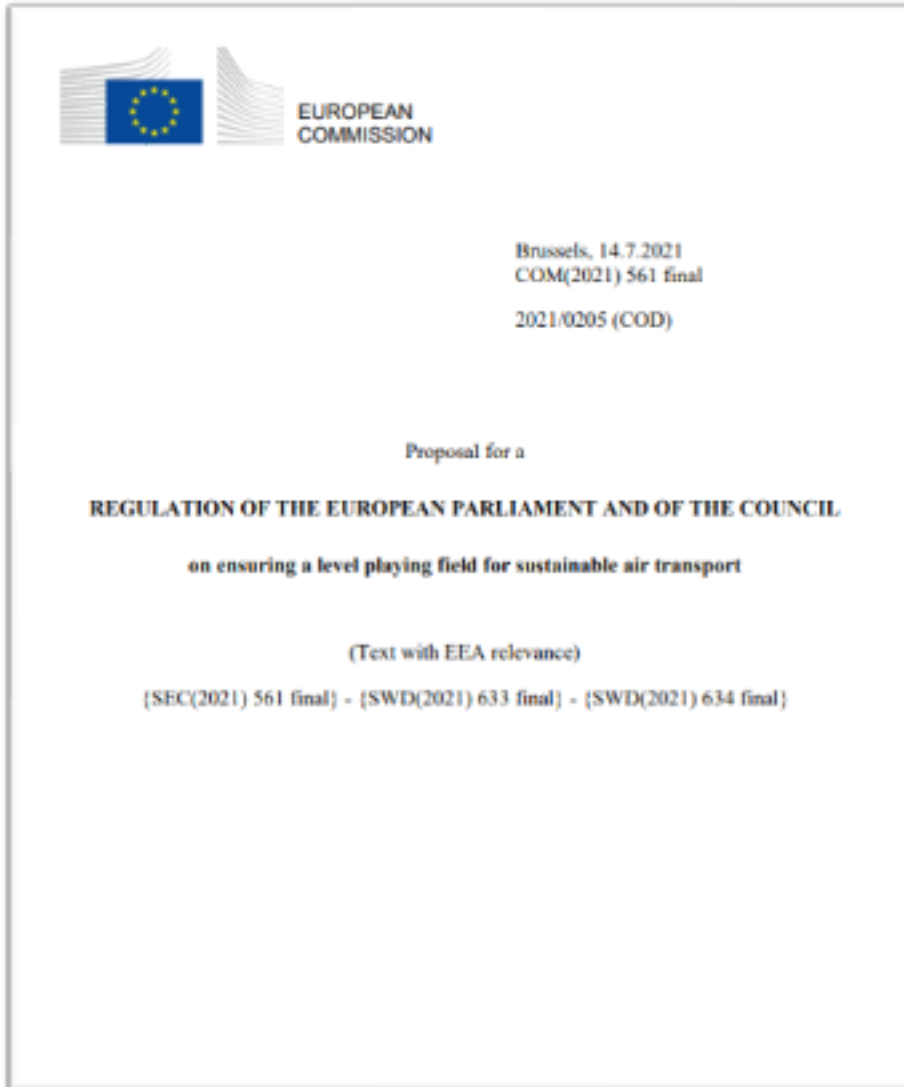 EUROPEAN
COMMISSION
Brussels, 14.7.2021
COM(2021) 561 final
2021/0205 (COD)
Proposal for a
REGULATION OF THE EUROPEAN PARLIAMENT AND OF THE COUNCIL
on ensuring a level playing field for sustainable air transport
(Text with EEA relevance)
{SEC(2021) 561 final} - {SWD(2021) 633 final} - {SWD(2021) 634 final}